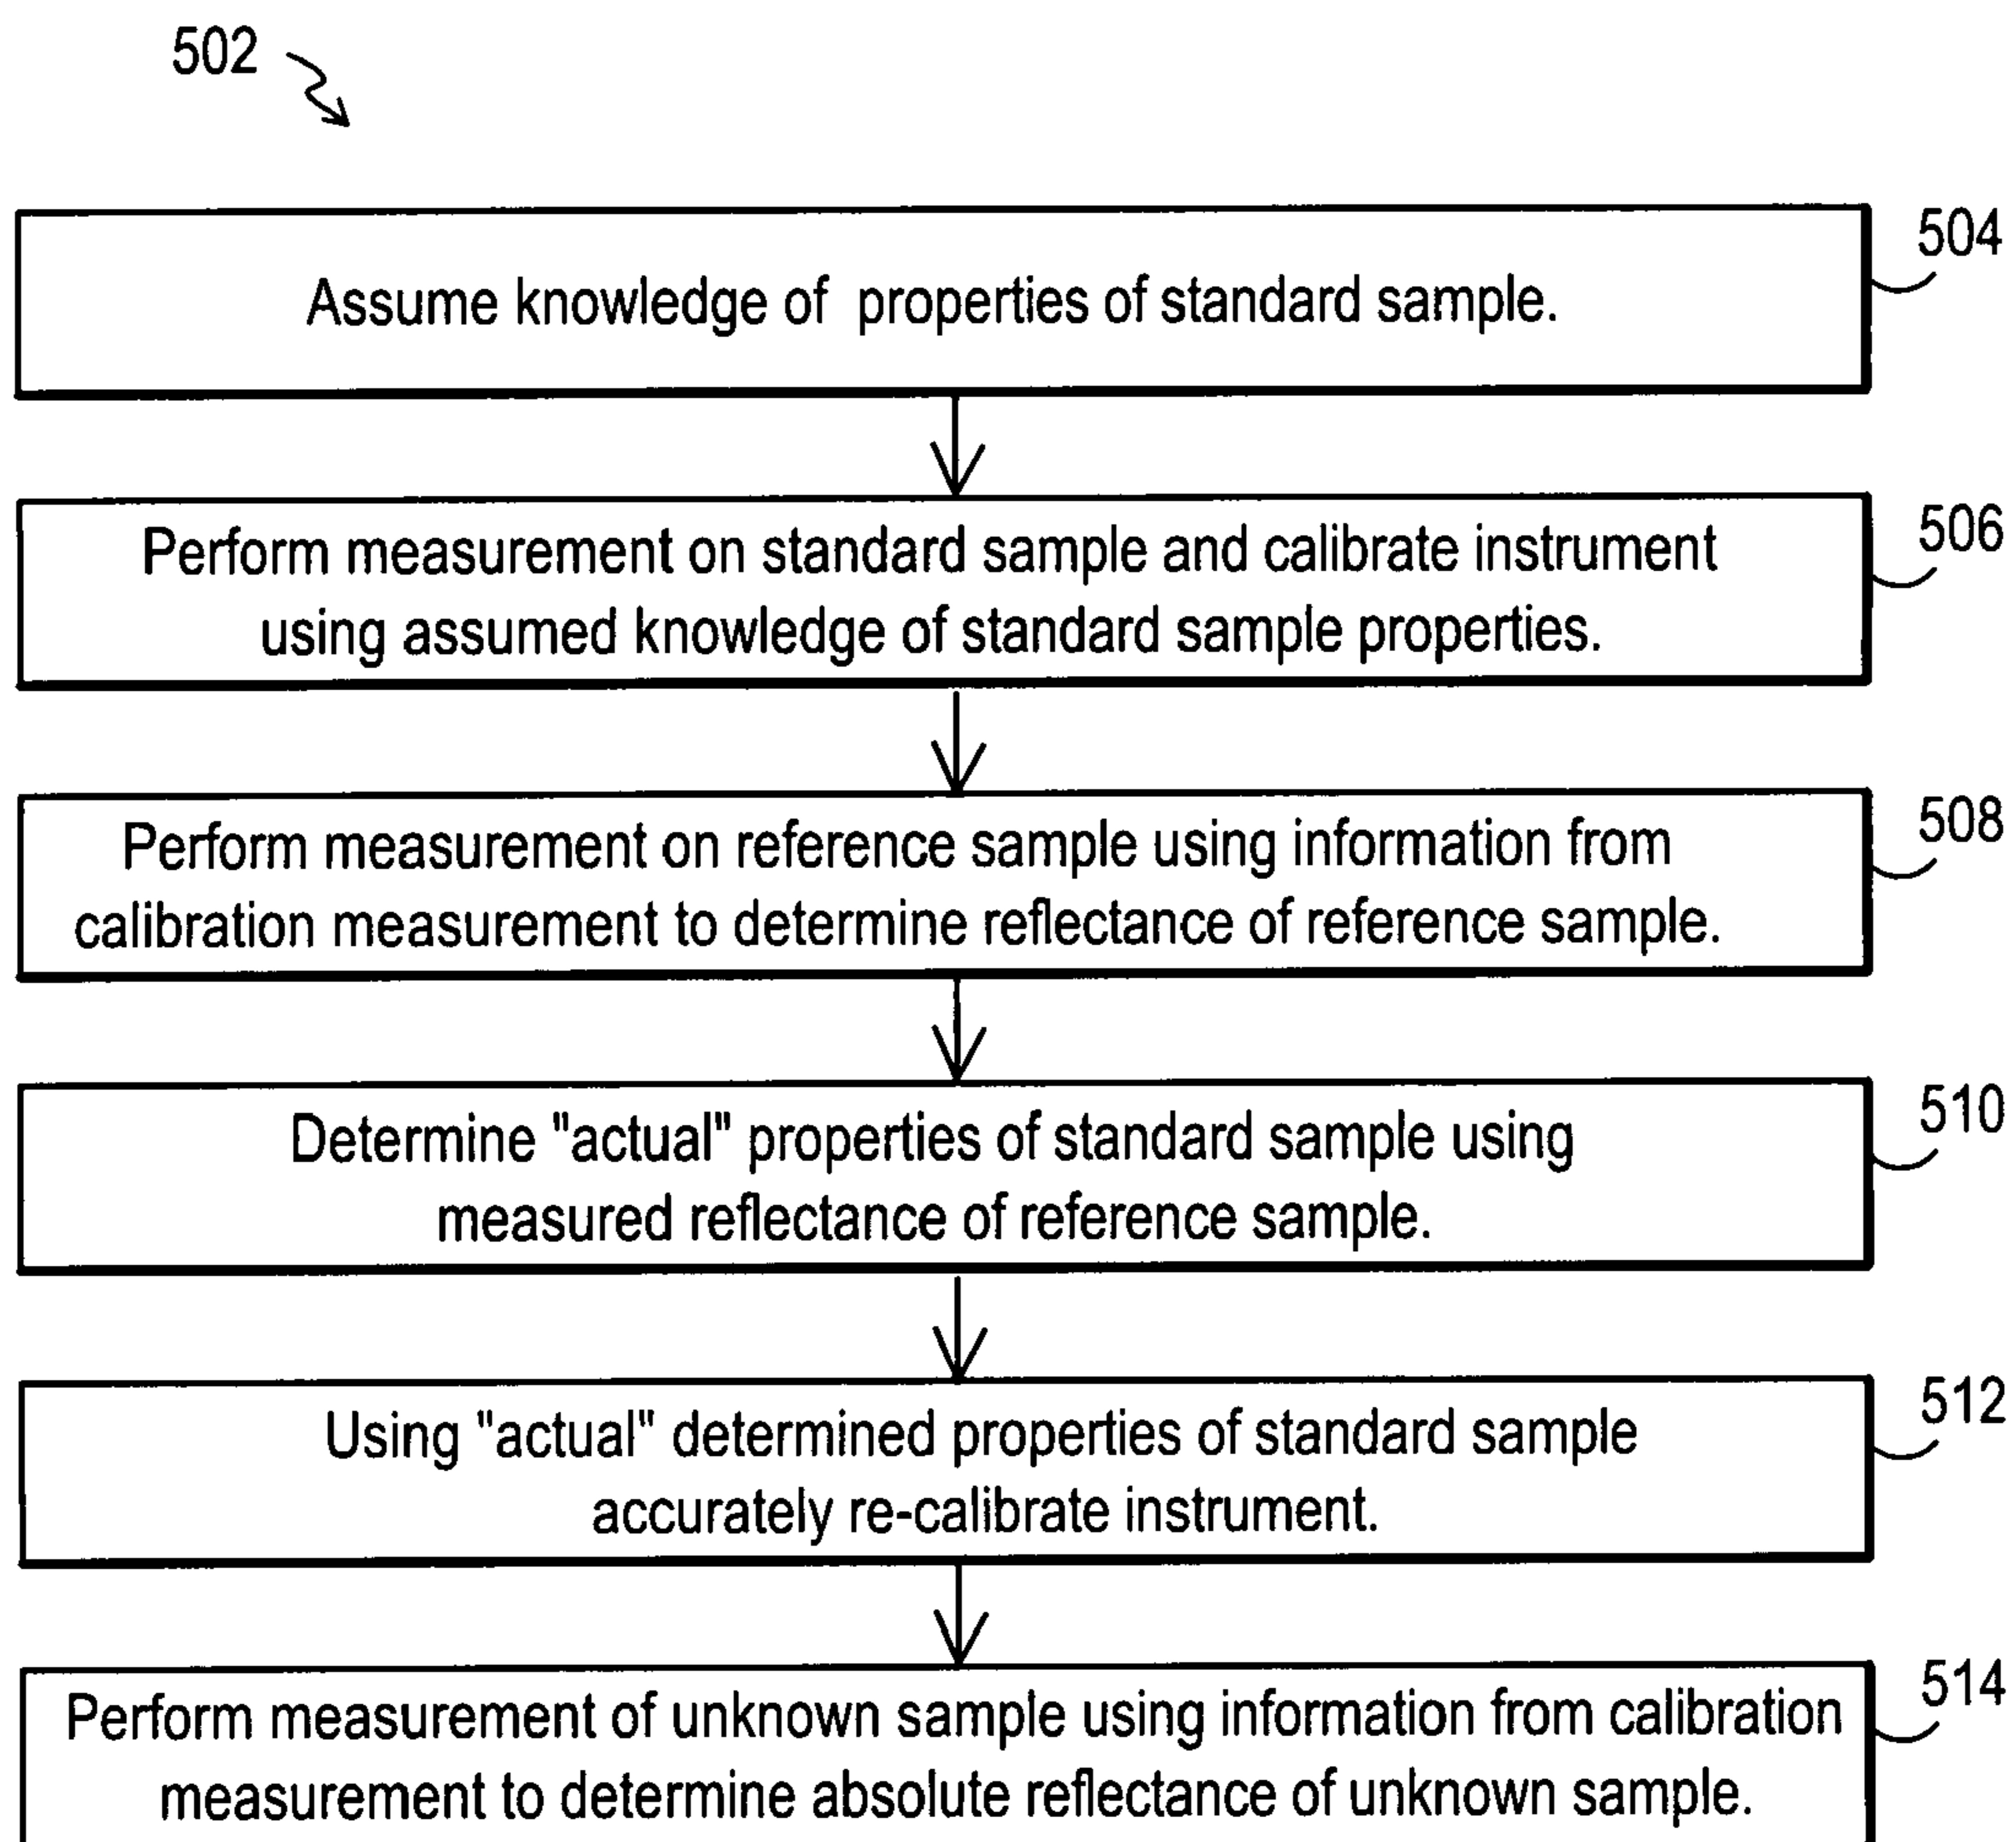 502
504
Assume knowledge of properties of standard sample.
506
Perform measurement on standard sample and calibrate instrument
using assumed knowledge of standard sample properties.
508
Perform measurement on reference sample using information from
calibration measurement to determine reflectance of reference sample.
510
Determine "actual" properties of standard sample using
measured reflectance of reference sample.
512
Using "actual" determined properties of standard sample
accurately re-calibrate instrument.
514
Perform measurement of unknown sample using information from calibration
measurement to determine absolute reflectance of unknown sample.